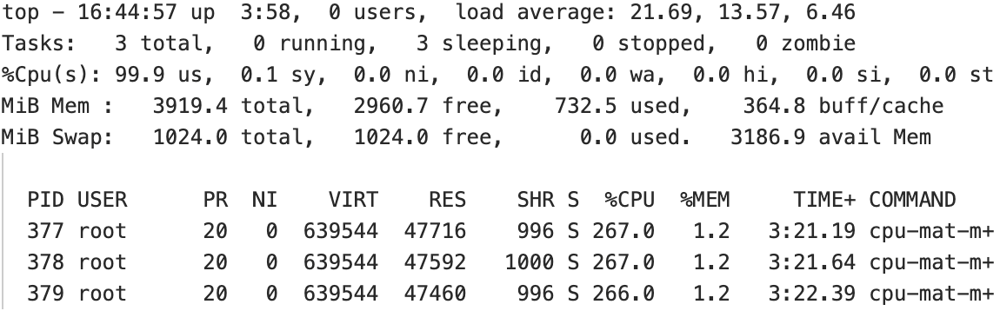 top - 16:44:57 up  3:58,  0 users,  load average: 21.69, 13.57, 6.46
Tasks:   3 total,   0 running,   3 sleeping,   0 stopped,   0 zombie
%Cpu(s): 99.9 us,  0.1 sy,  0.0 ni,  0.0 id,  0.0 wa,  0.0 hi,  0.0 si,  0.0 st
MiB Mem :   3919.4 total,   2960.7 free,    732.5 used,    364.8 buff/cache
MiB Swap:   1024.0 total,   1024.0 free,      0.0 used.   3186.9 avail Mem
  PID USER      PR  NI    VIRT    RES    SHR S  %CPU  %MEM     TIME+ COMMAND
  377 root      20   0  639544  47716    996 S 267.0   1.2   3:21.19 cpu-mat-m+
  378 root      20   0  639544  47592   1000 S 267.0   1.2   3:21.64 cpu-mat-m+
  379 root      20   0  639544  47460    996 S 266.0   1.2   3:22.39 cpu-mat-m+